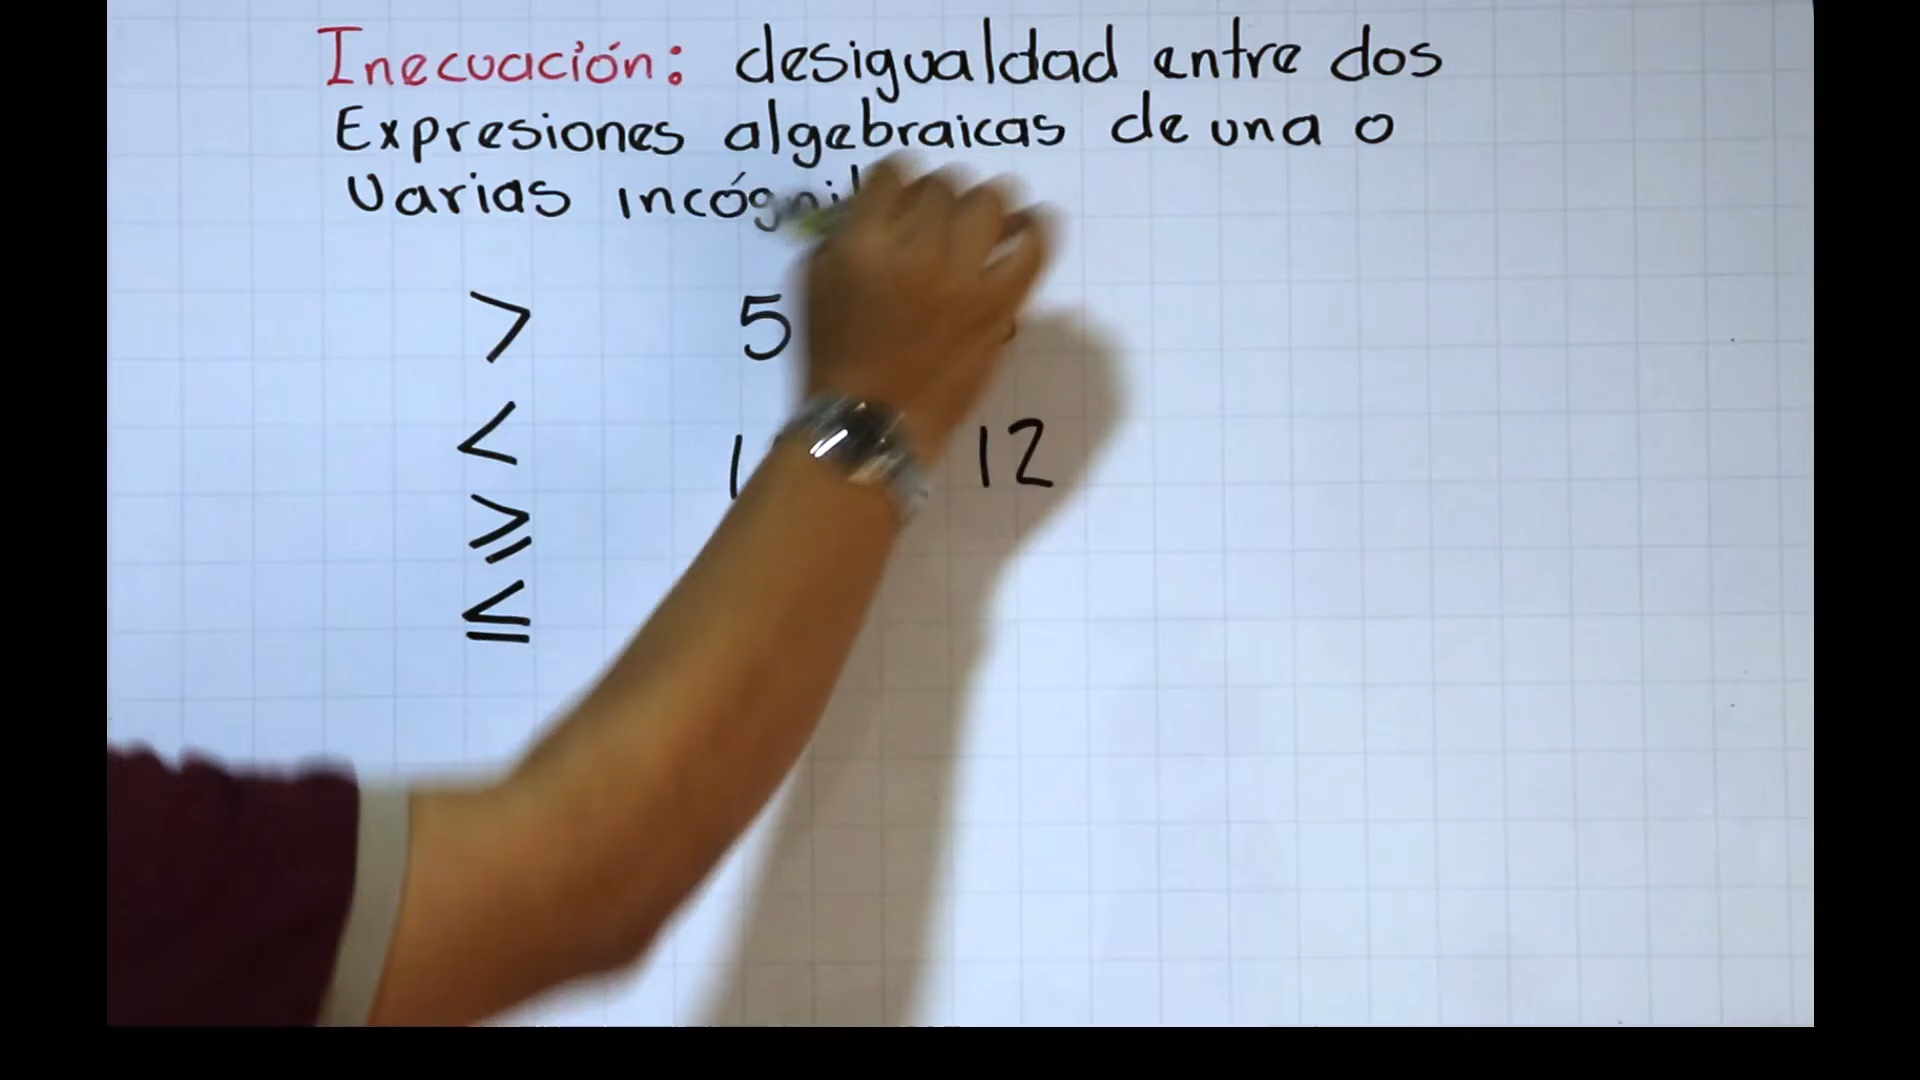 Inecuación: desigualdad entre dos
Expresiones algebraicas de una o
Varias
> 5
< 12
≥
≤